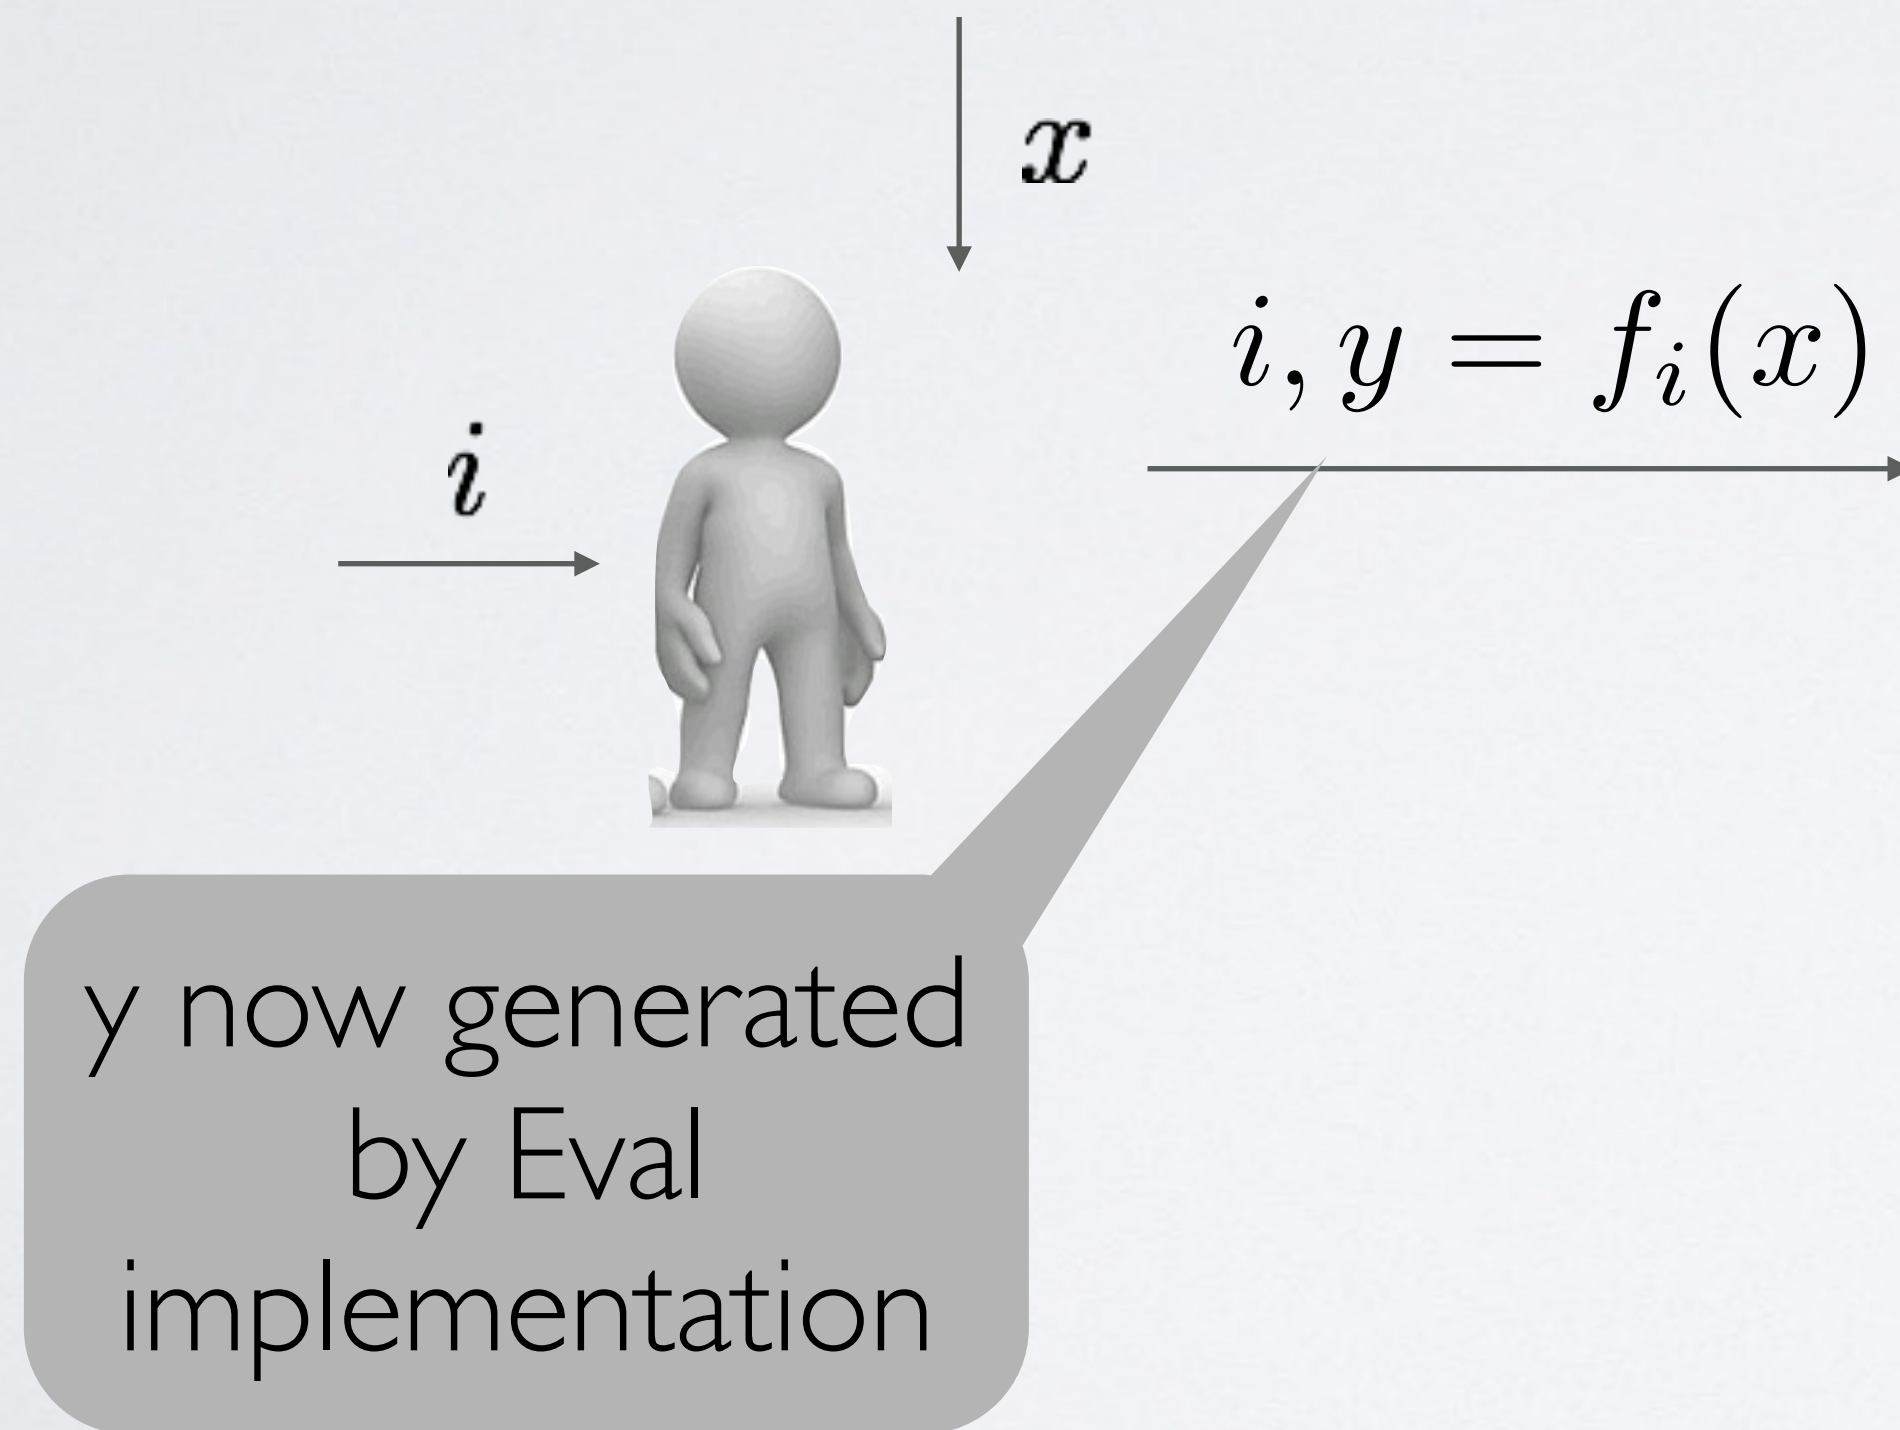 x
i, y = f_i(x)
i
y now generated
by Eval
implementation